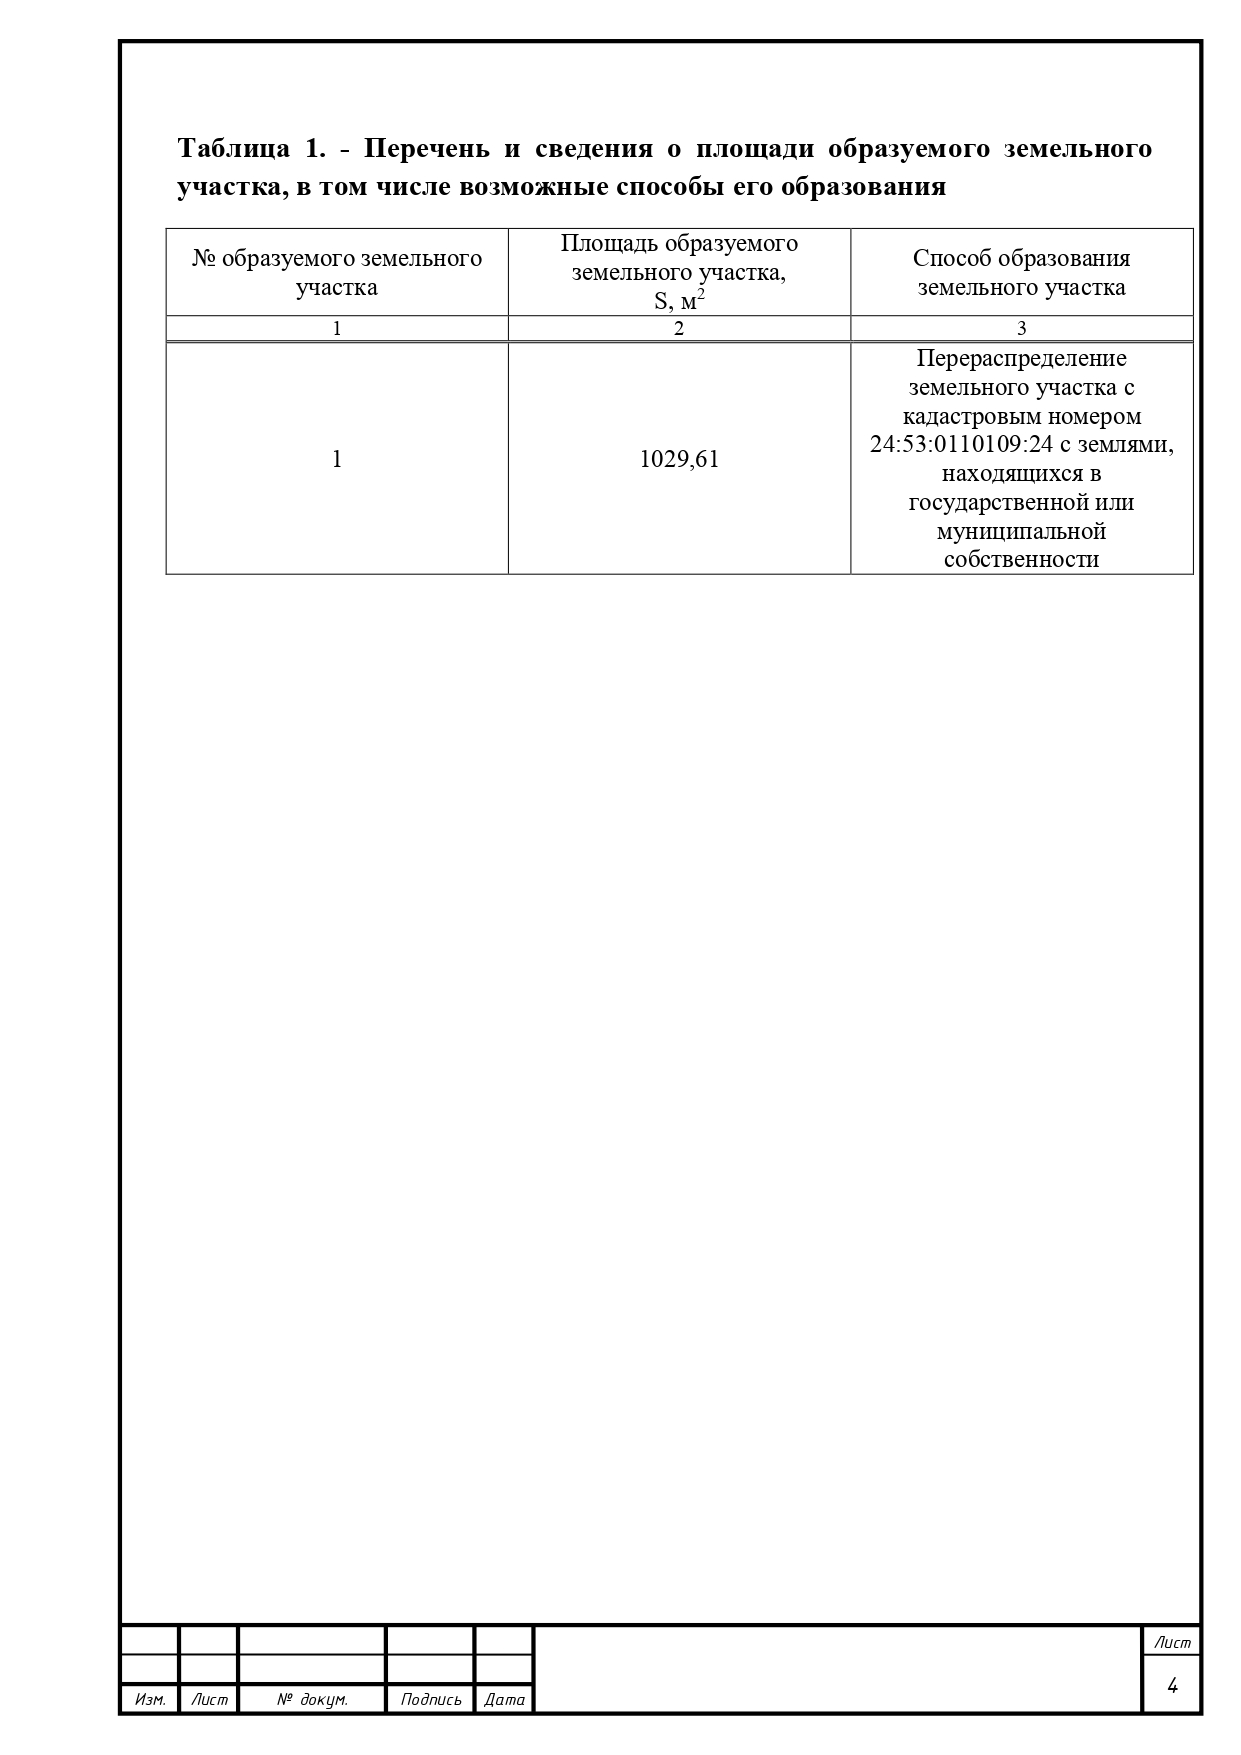 Таблица 1. - Перечень и сведения о площади образуемого земельного
участка, в том числе возможные способы его образования
№ образуемого земельного
участка
Площадь образуемого
земельного участка,
S, м²
Способ образования
земельного участка
1
2
3
1
1029,61
Перераспределение
земельного участка с
кадастровым номером
24:53:0110109:24 с землями,
находящихся в
государственной или
муниципальной
собственности
Изм.
Лист
№ докум.
Подпись
Дата
Лист
4